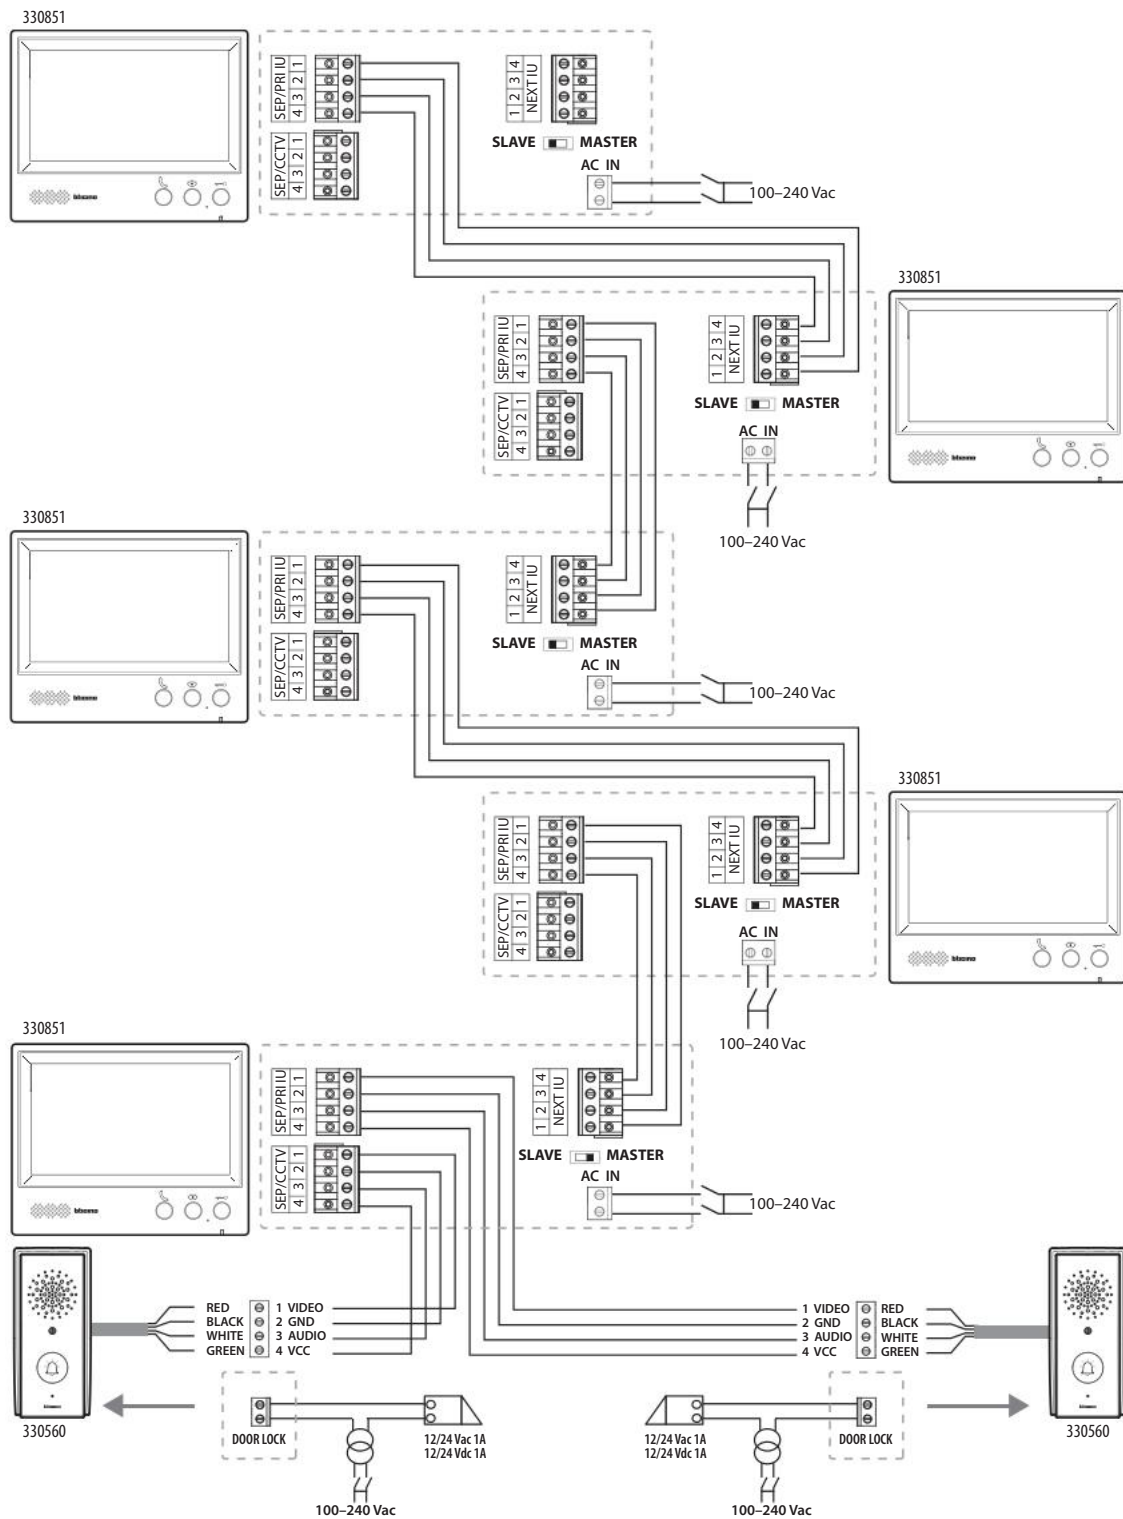 330851
SEP/PRI IU
1 2 3 4
SEP/CCTV
1 2 3 4
1 2 3 4
NEXT IU
SLAVE MASTER
AC IN
100–240 Vac
bticino
330851
SEP/PRI IU
1 2 3 4
SEP/CCTV
1 2 3 4
1 2 3 4
NEXT IU
SLAVE MASTER
AC IN
100–240 Vac
bticino
330851
SEP/PRI IU
1 2 3 4
SEP/CCTV
1 2 3 4
1 2 3 4
NEXT IU
SLAVE MASTER
AC IN
100–240 Vac
bticino
330851
SEP/PRI IU
1 2 3 4
SEP/CCTV
1 2 3 4
1 2 3 4
NEXT IU
SLAVE MASTER
AC IN
100–240 Vac
bticino
330851
SEP/PRI IU
1 2 3 4
SEP/CCTV
1 2 3 4
1 2 3 4
NEXT IU
SLAVE MASTER
AC IN
100–240 Vac
bticino
RED 1 VIDEO
BLACK 2 GND
WHITE 3 AUDIO
GREEN 4 VCC
1 VIDEO RED
2 GND BLACK
3 AUDIO WHITE
4 VCC GREEN
330560
DOOR LOCK
12/24 Vac 1A
12/24 Vdc 1A
100–240 Vac
12/24 Vac 1A
12/24 Vdc 1A
DOOR LOCK
100–240 Vac
330560